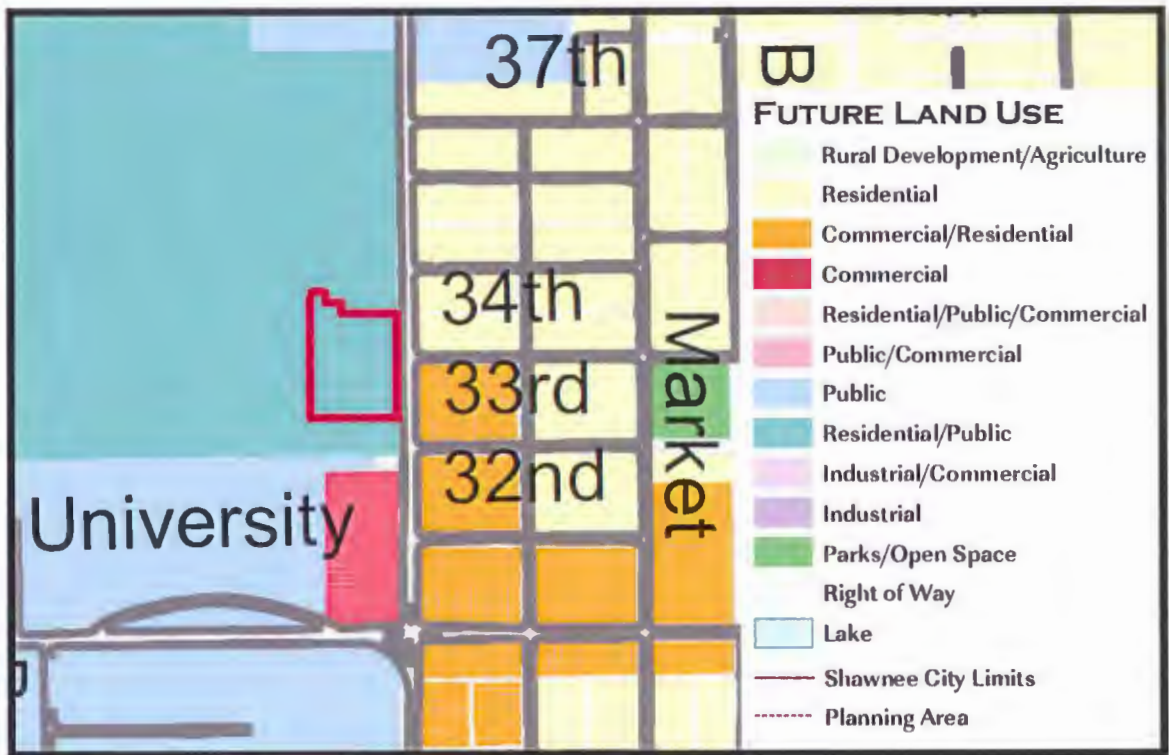 37th
B
34th
33rd
32nd
Market
University
FUTURE LAND USE
Rural Development/Agriculture
Residential
Commercial/Residential
Commercial
Residential/Public/Commercial
Public/Commercial
Public
Residential/Public
Industrial/Commercial
Industrial
Parks/Open Space
Right of Way
Lake
Shawnee City Limits
Planning Area